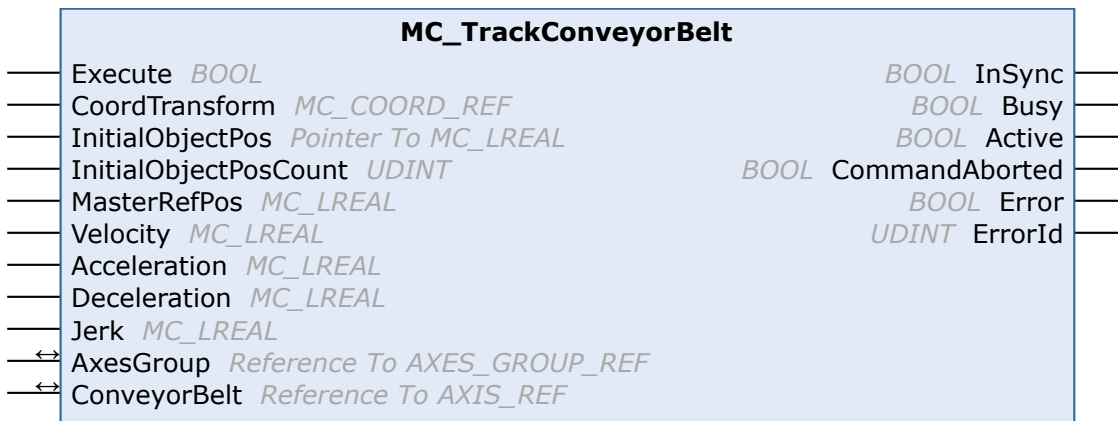 MC_TrackConveyorBelt
Execute BOOL BOOL InSync
CoordTransform MC_COORD_REF BOOL Busy
InitialObjectPos Pointer To MC_LREAL BOOL Active
InitialObjectPosCount UDINT BOOL CommandAborted
MasterRefPos MC_LREAL BOOL Error
Velocity MC_LREAL UDINT ErrorId
Acceleration MC_LREAL
Deceleration MC_LREAL
Jerk MC_LREAL
↔ AxesGroup Reference To AXES_GROUP_REF
↔ ConveyorBelt Reference To AXIS_REF